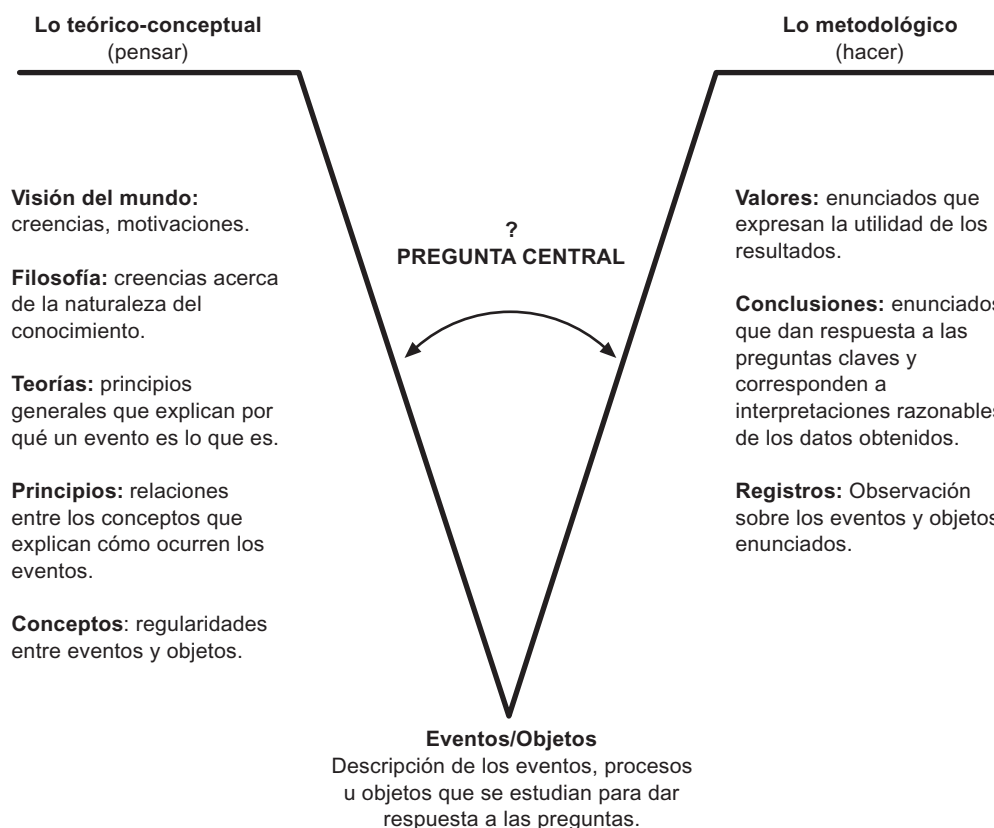 Lo teórico-conceptual
(pensar)
Lo metodológico
(hacer)
Visión del mundo:
creencias, motivaciones.
Filosofía: creencias acerca
de la naturaleza del
conocimiento.
Teorías: principios
generales que explican por
qué un evento es lo que es.
Principios: relaciones
entre los conceptos que
explican cómo ocurren los
eventos.
Conceptos: regularidades
entre eventos y objetos.
?
PREGUNTA CENTRAL
Valores: enunciados que
expresan la utilidad de los
resultados.
Conclusiones: enunciados
que dan respuesta a las
preguntas claves y
corresponden a
interpretaciones razonables
de los datos obtenidos.
Registros: Observación
sobre los eventos y objetos
enunciados.
Eventos/Objetos
Descripción de los eventos, procesos
u objetos que se estudian para dar
respuesta a las preguntas.